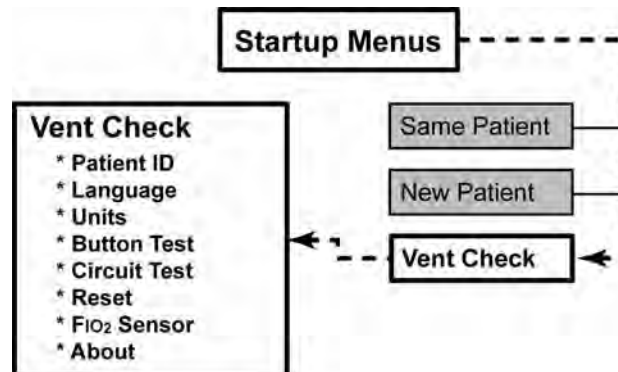 Startup Menus
Same Patient
New Patient
Vent Check
Vent Check
* Patient ID
* Language
* Units
* Button Test
* Circuit Test
* Reset
* FIO2 Sensor
* About